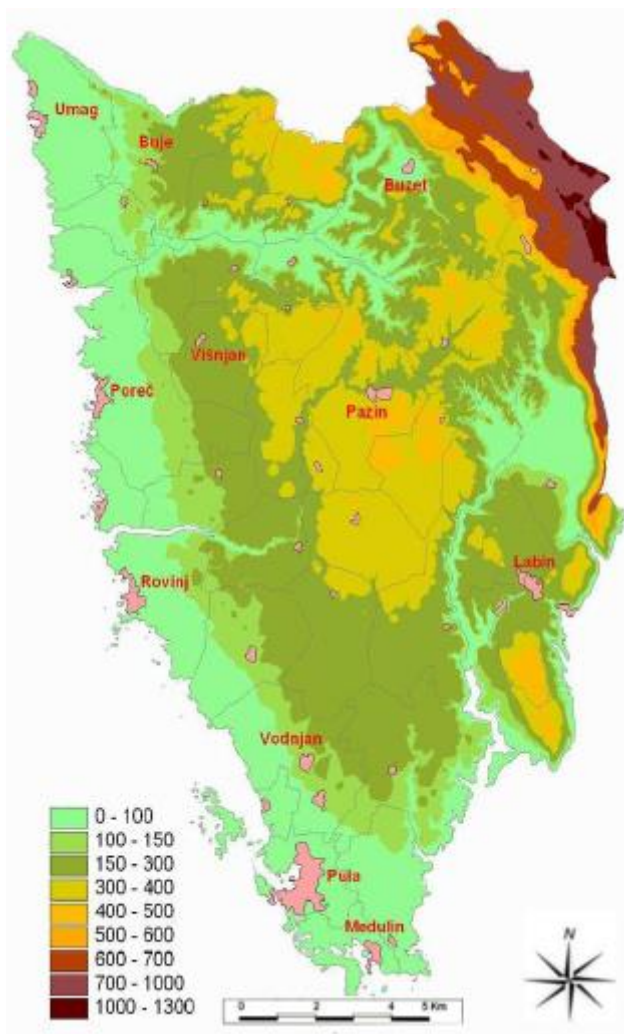 Umag
Buje
Buzet
Višnjan
Poreč
Pazin
Rovinj
Labin
Vodnjan
Pula
Medulin
0 - 100
100 - 150
150 - 300
300 - 400
400 - 500
500 - 600
600 - 700
700 - 1000
1000 - 1300
N
0 2 4 5 Km